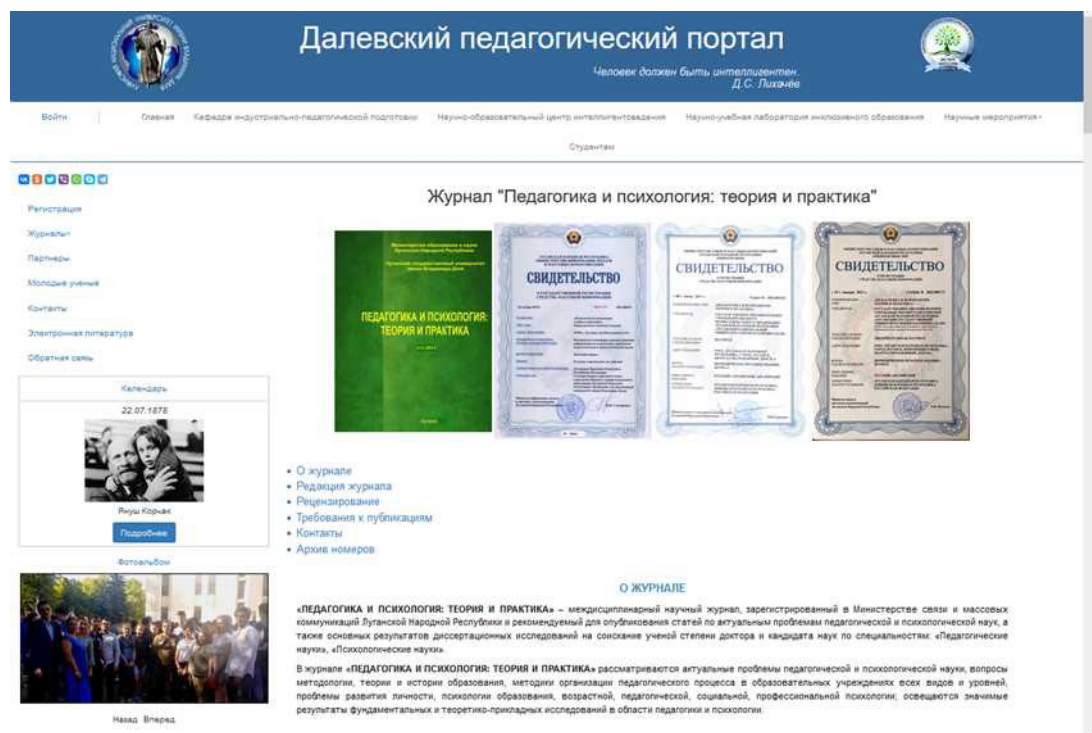 Далевский педагогический портал
Человек должен быть интеллигентен.
Д.С. Лихачёв
Войти
Главная
Кафедра индустриально-педагогической подготовки
Научно-образовательный центр интеллигентоведения
Научно-учебная лаборатория инклюзивного образования
Научные мероприятия
Студентам
Регистрация
Журналы
Партнеры
Молодые ученые
Контакты
Электронная литература
Обратная связь
Календарь
22.07.1878
Януш Корчак
Подробнее
Фотоальбом
Назад Вперед
Журнал "Педагогика и психология: теория и практика"
ПЕДАГОГИКА И ПСИХОЛОГИЯ:
ТЕОРИЯ И ПРАКТИКА
СВИДЕТЕЛЬСТВО
СВИДЕТЕЛЬСТВО
СВИДЕТЕЛЬСТВО
• О журнале
• Редакция журнала
• Рецензирование
• Требования к публикациям
• Контакты
• Архив номеров
О ЖУРНАЛЕ
«ПЕДАГОГИКА И ПСИХОЛОГИЯ: ТЕОРИЯ И ПРАКТИКА» – междисциплинарный научный журнал, зарегистрированный в Министерстве связи и массовых
коммуникаций Луганской Народной Республики и рекомендуемый для опубликования статей по актуальным проблемам педагогической и психологической наук, а
также основных результатов диссертационных исследований на соискание ученой степени доктора и кандидата наук по специальностям: «Педагогические
науки», «Психологические науки».
В журнале «ПЕДАГОГИКА И ПСИХОЛОГИЯ: ТЕОРИЯ И ПРАКТИКА» рассматриваются актуальные проблемы педагогической и психологической науки, вопросы
методологии, теории и истории образования, методики организации педагогического процесса в образовательных учреждениях всех видов и уровней,
проблемы развития личности, психологии образования, возрастной, педагогической, социальной, профессиональной психологии; освещаются значимые
результаты фундаментальных и теоретико-прикладных исследований в области педагогики и психологии.